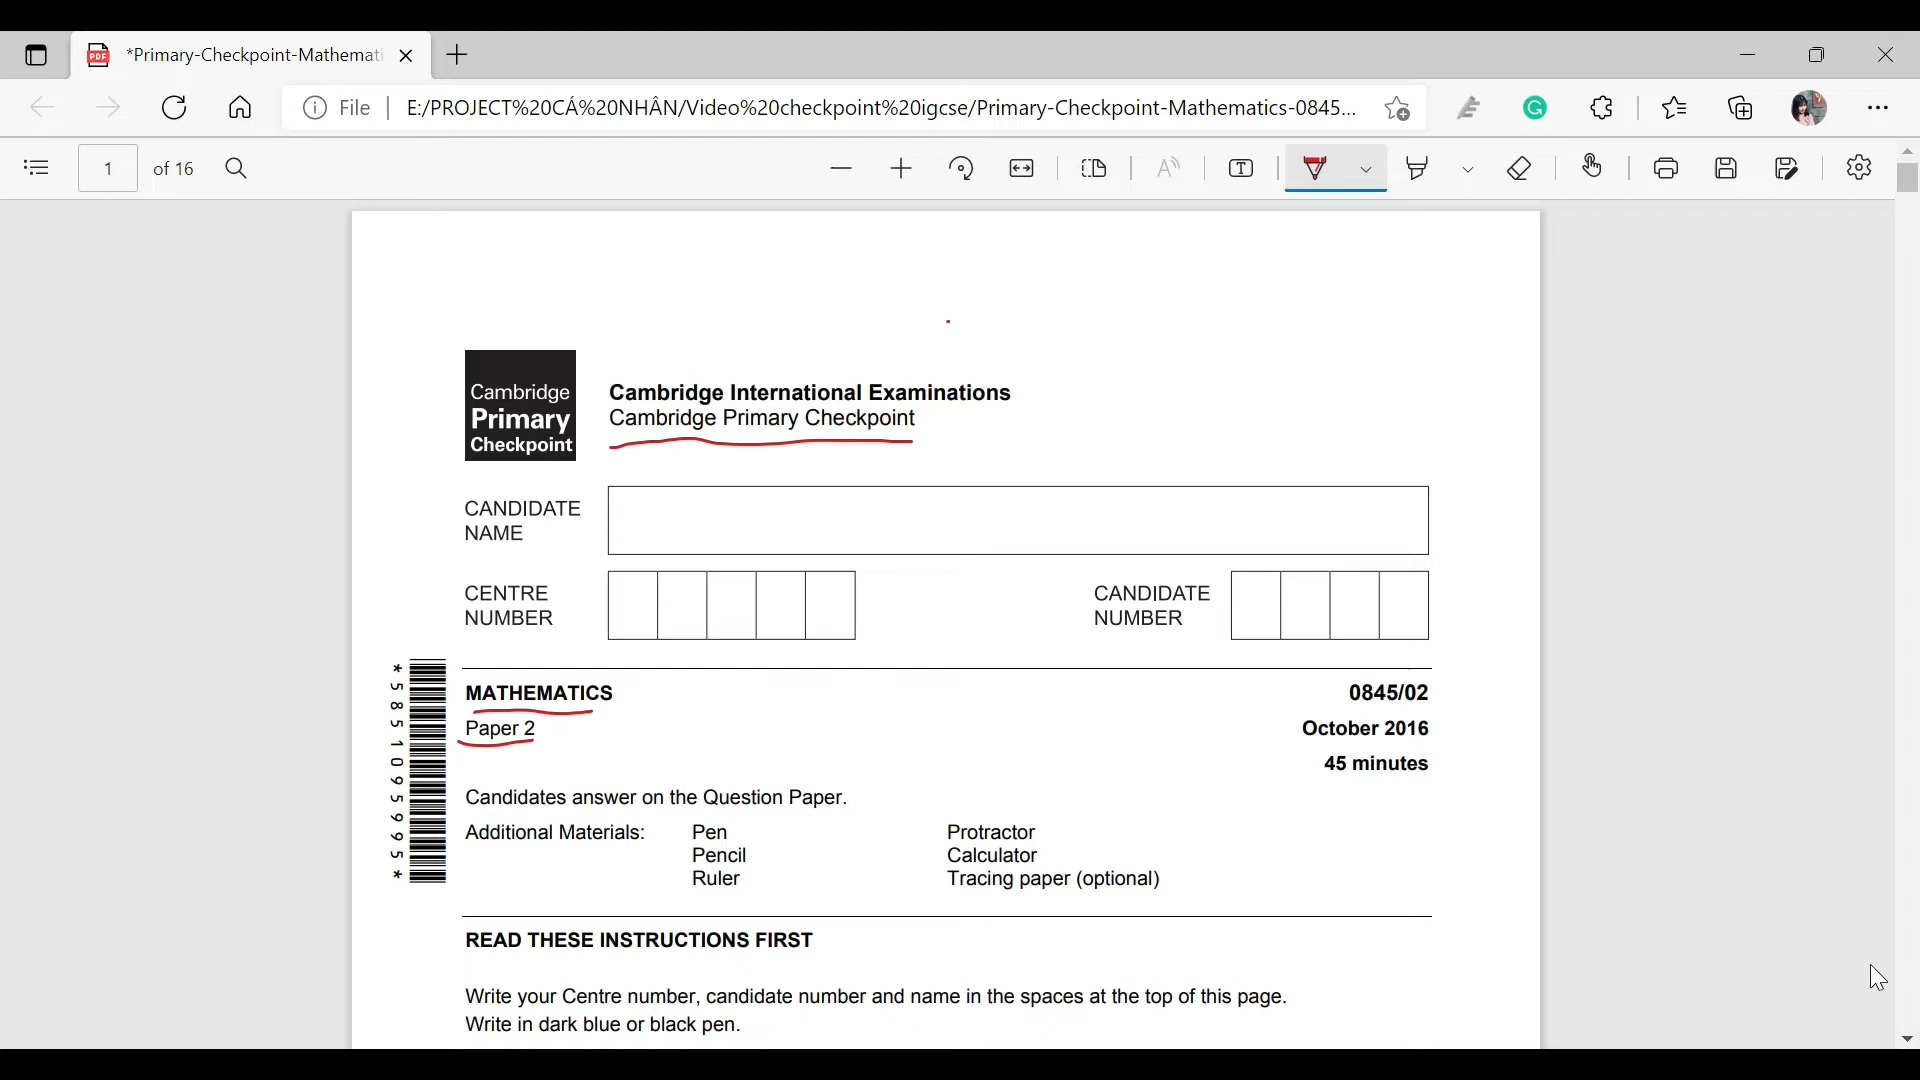 *Primary-Checkpoint-Mathemati
File
E:/PROJECT%20CÁ%20NHÂN/Video%20checkpoint%20igcse/Primary-Checkpoint-Mathematics-0845...
1 of 16
Cambridge
Primary
Checkpoint
Cambridge International Examinations
Cambridge Primary Checkpoint
CANDIDATE
NAME
CENTRE
NUMBER
CANDIDATE
NUMBER
*5851095995*
MATHEMATICS 0845/02
Paper 2 October 2016
45 minutes
Candidates answer on the Question Paper.
Additional Materials: Pen Protractor
Pencil Calculator
Ruler Tracing paper (optional)
READ THESE INSTRUCTIONS FIRST
Write your Centre number, candidate number and name in the spaces at the top of this page.
Write in dark blue or black pen.